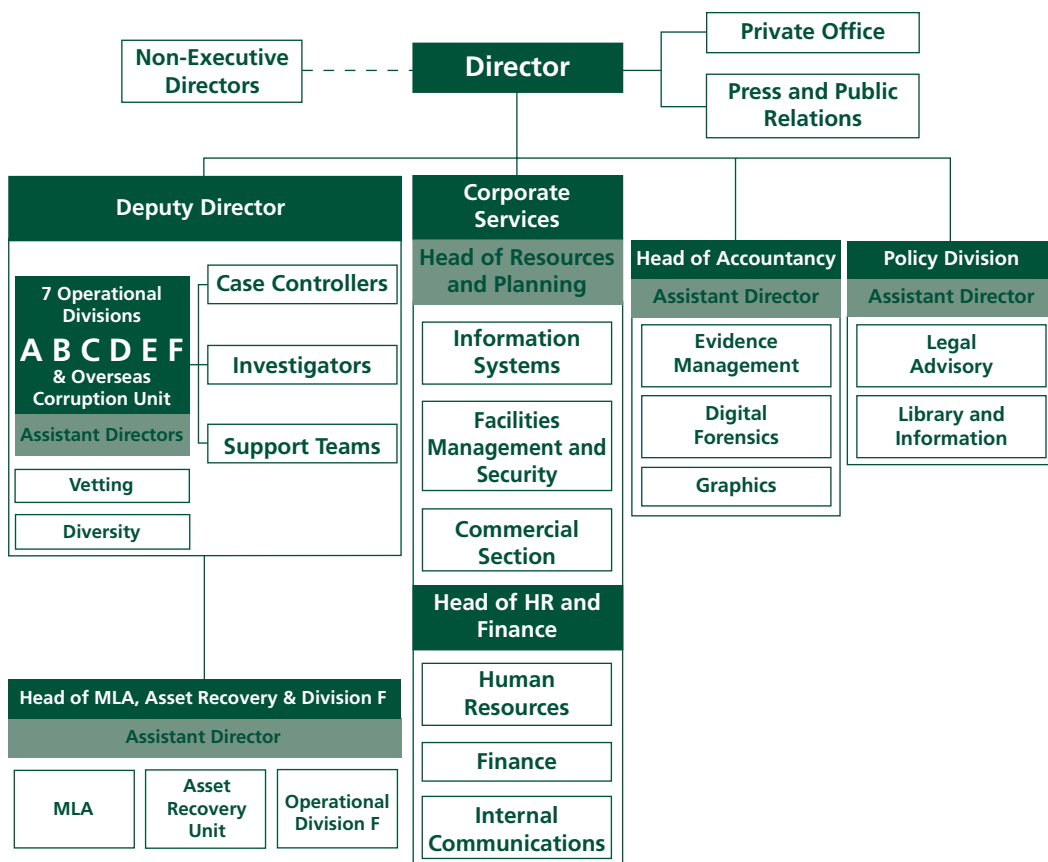 Non-Executive
Directors
Director
Private Office
Press and Public
Relations
Deputy Director
7 Operational
Divisions
A B C D E F
& Overseas
Corruption Unit
Assistant Directors
Case Controllers
Investigators
Support Teams
Vetting
Diversity
Head of MLA, Asset Recovery & Division F
Assistant Director
MLA
Asset
Recovery
Unit
Operational
Division F
Corporate
Services
Head of Resources
and Planning
Information
Systems
Facilities
Management and
Security
Commercial
Section
Head of HR and
Finance
Human
Resources
Finance
Internal
Communications
Head of Accountancy
Assistant Director
Evidence
Management
Digital
Forensics
Graphics
Policy Division
Assistant Director
Legal
Advisory
Library and
Information